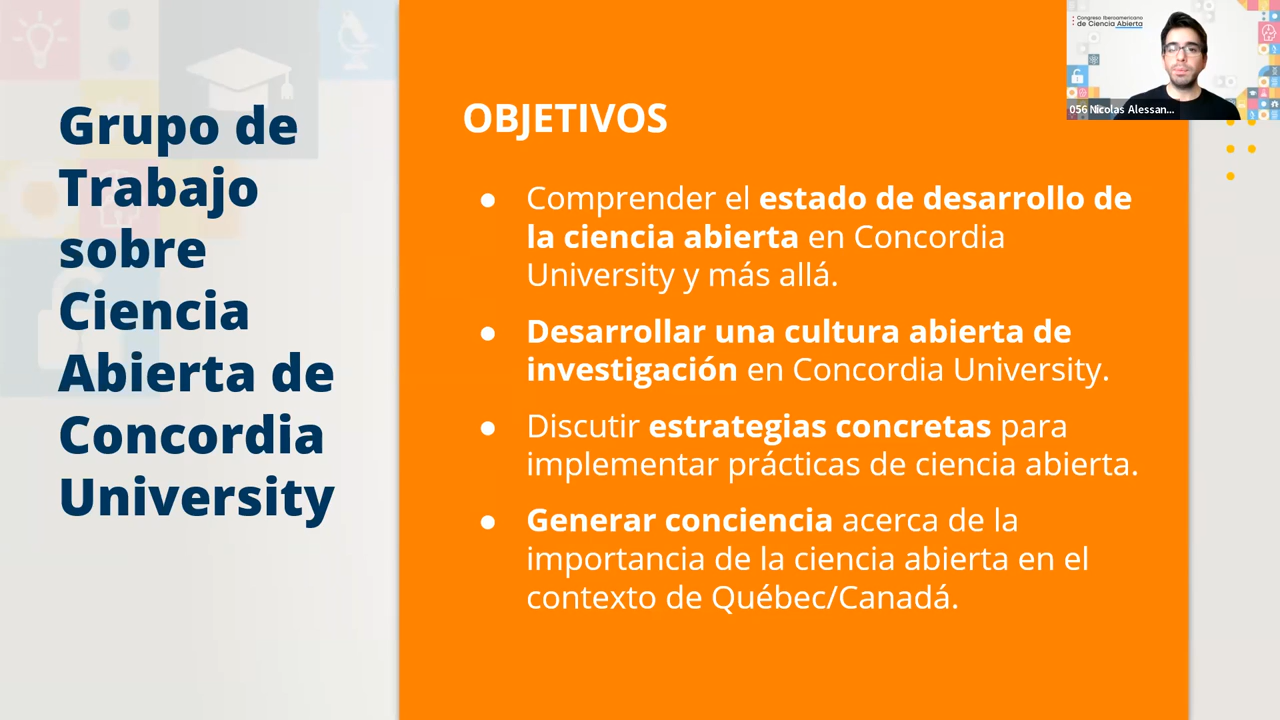 Grupo de
Trabajo
sobre
Ciencia
Abierta de
Concordia
University
OBJETIVOS
● Comprender el estado de desarrollo de
la ciencia abierta en Concordia
University y más allá.
● Desarrollar una cultura abierta de
investigación en Concordia University.
● Discutir estrategias concretas para
implementar prácticas de ciencia abierta.
● Generar conciencia acerca de la
importancia de la ciencia abierta en el
contexto de Québec/Canadá.
Congreso Iberoamericano
de Ciencia Abierta
056 Nicolas Alessan...